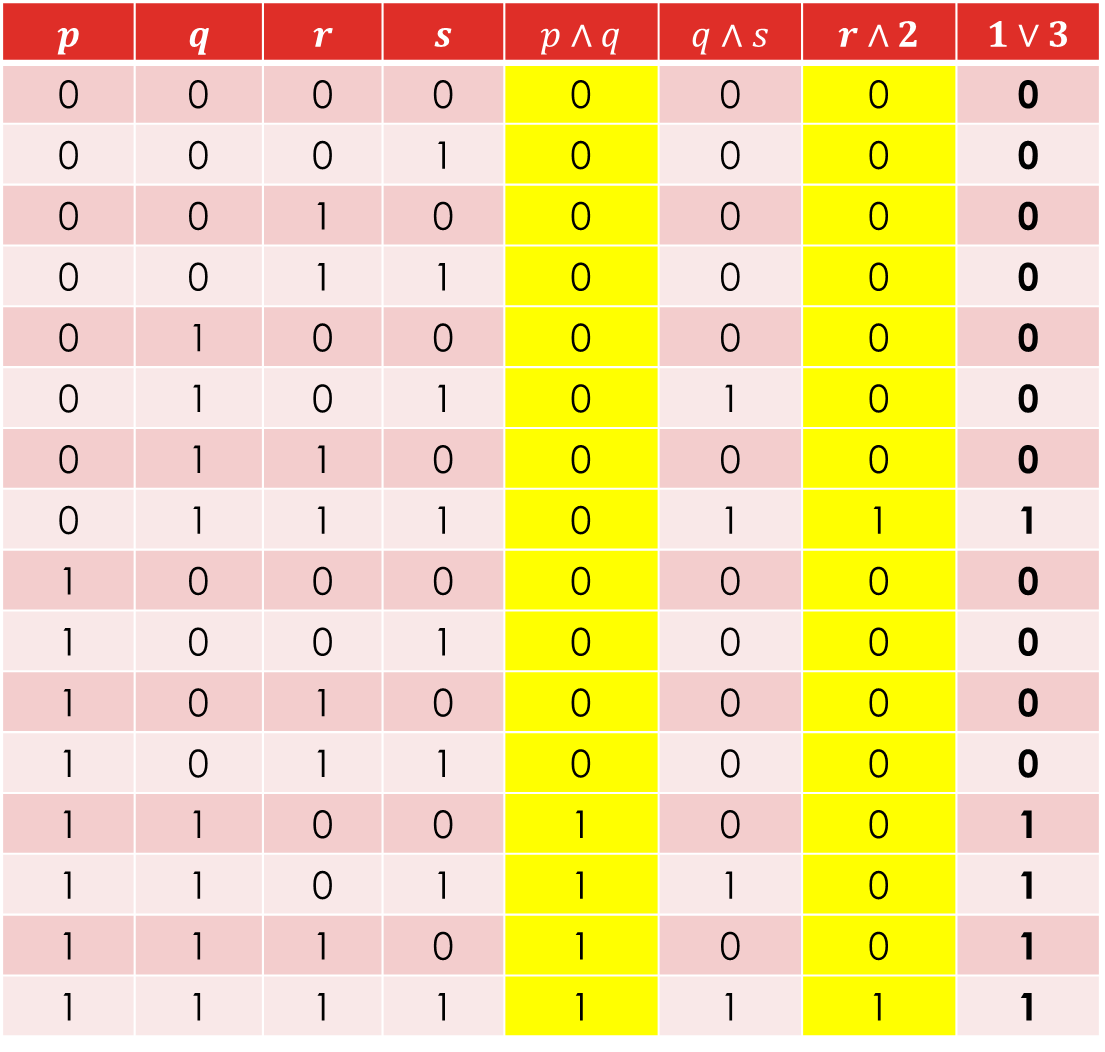 p q r s p ∧ q q ∧ s r ∧ 2 1 ∨ 3
0 0 0 0 0 0 0 0
0 0 0 1 0 0 0 0
0 0 1 0 0 0 0 0
0 0 1 1 0 0 0 0
0 1 0 0 0 0 0 0
0 1 0 1 0 1 0 0
0 1 1 0 0 0 0 0
0 1 1 1 0 1 1 1
1 0 0 0 0 0 0 0
1 0 0 1 0 0 0 0
1 0 1 0 0 0 0 0
1 0 1 1 0 0 0 0
1 1 0 0 1 0 0 1
1 1 0 1 1 1 0 1
1 1 1 0 1 0 0 1
1 1 1 1 1 1 1 1